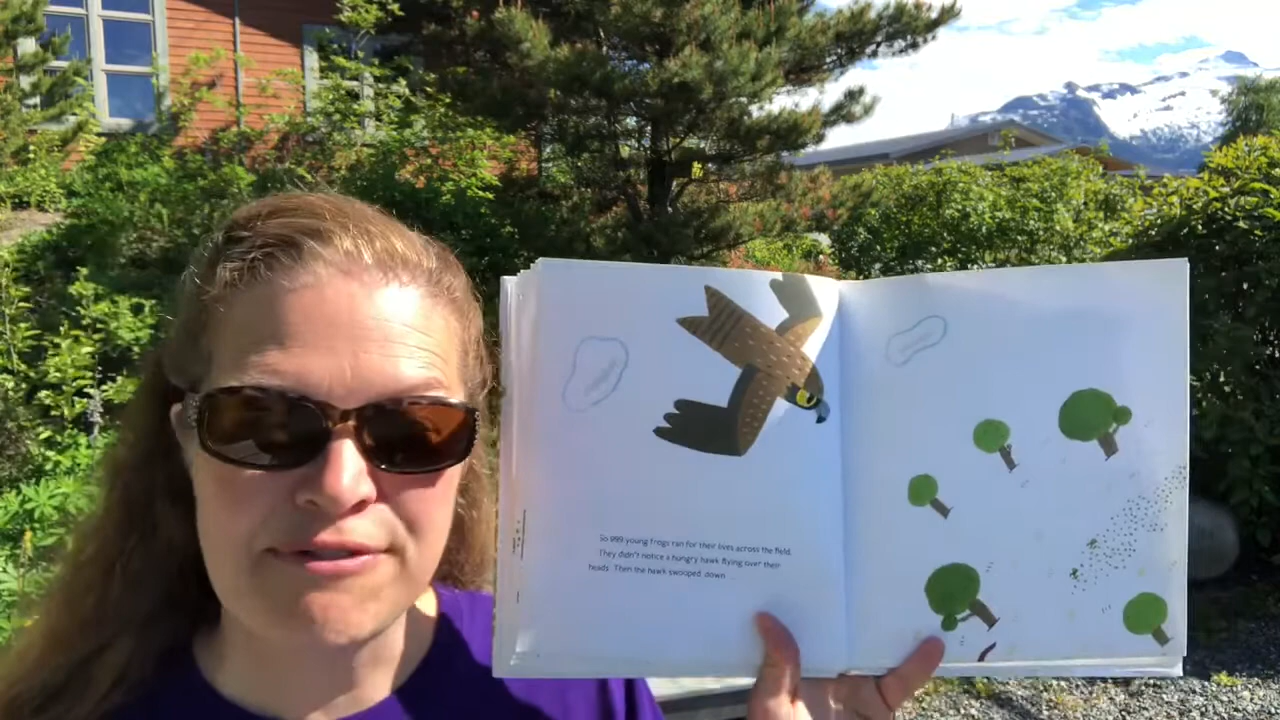 So 999 young frogs ran for their lives across the field.
They didn't notice a hungry hawk flying over their
heads. Then the hawk swooped down ...